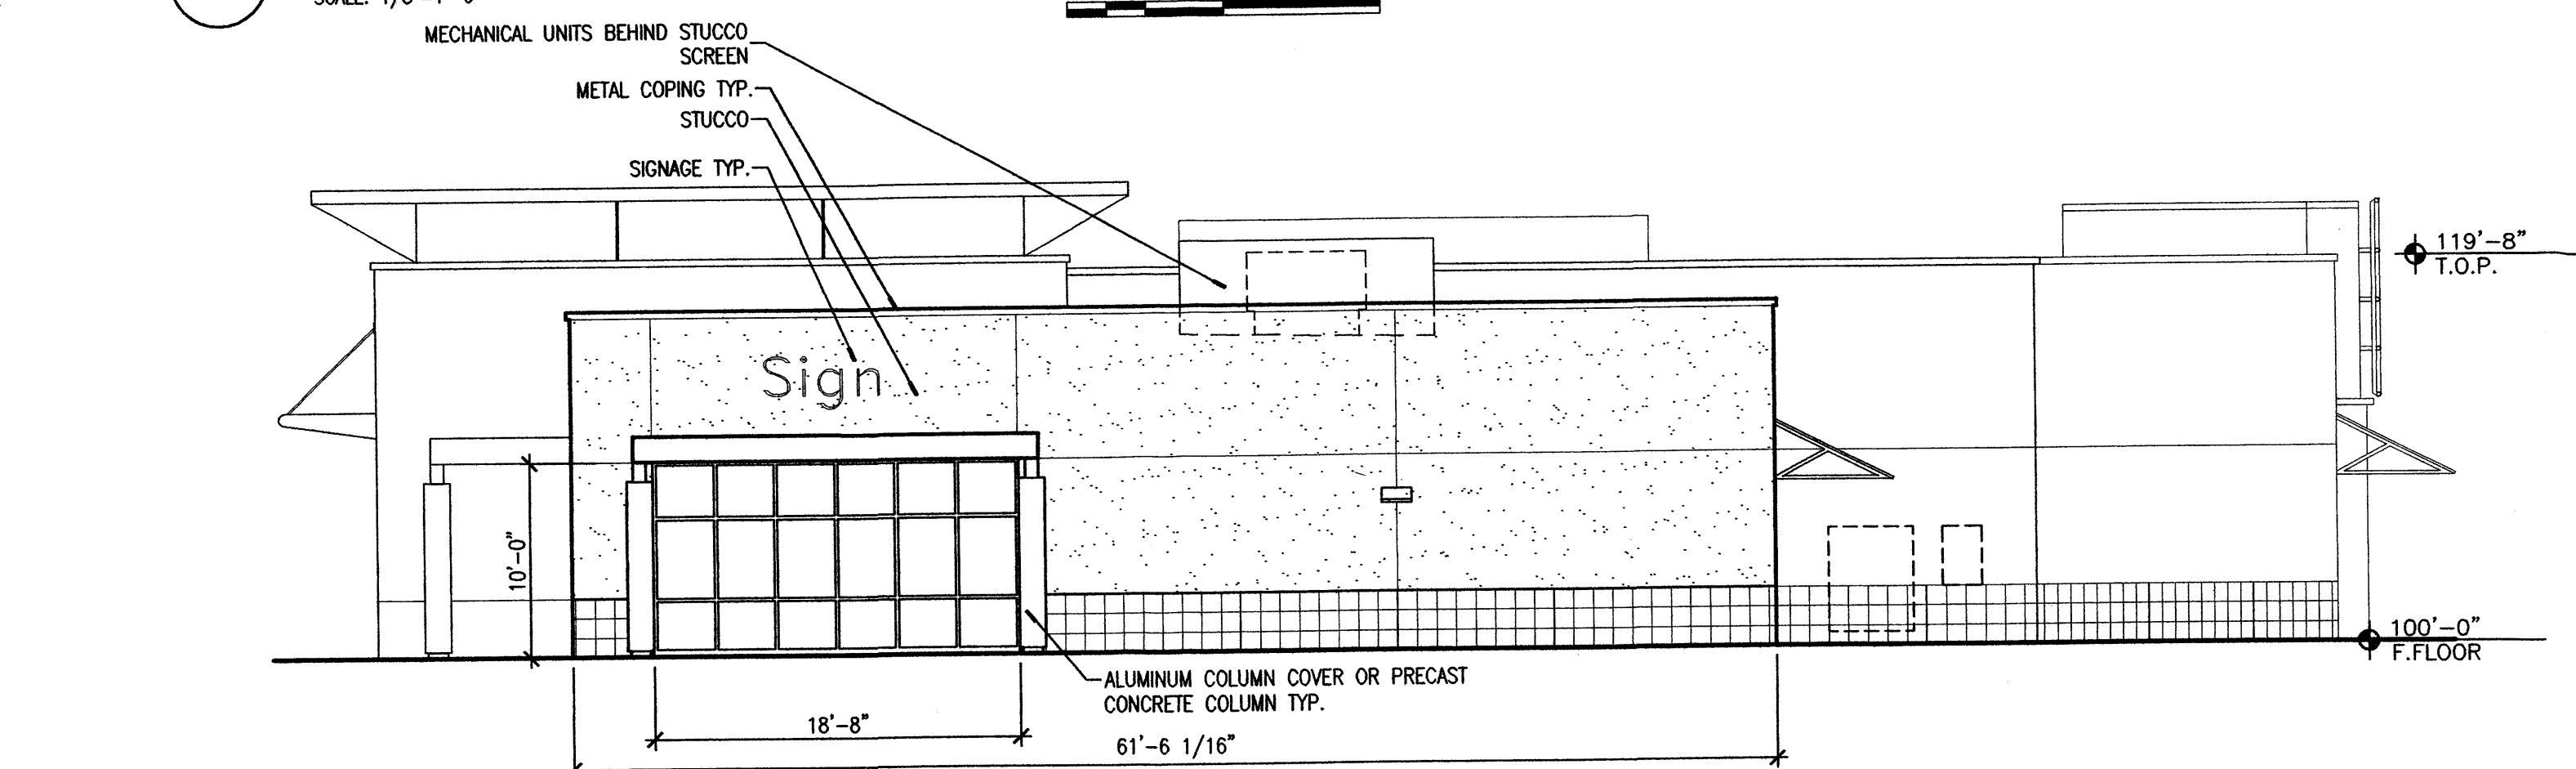 MECHANICAL UNITS BEHIND STUCCO
SCREEN
METAL COPING TYP.
STUCCO
SIGNAGE TYP.
119'-8"
T.O.P.
Sign
10'-0"
100'-0"
F.FLOOR
ALUMINUM COLUMN COVER OR PRECAST
CONCRETE COLUMN TYP.
18'-8"
61'-6 1/16"